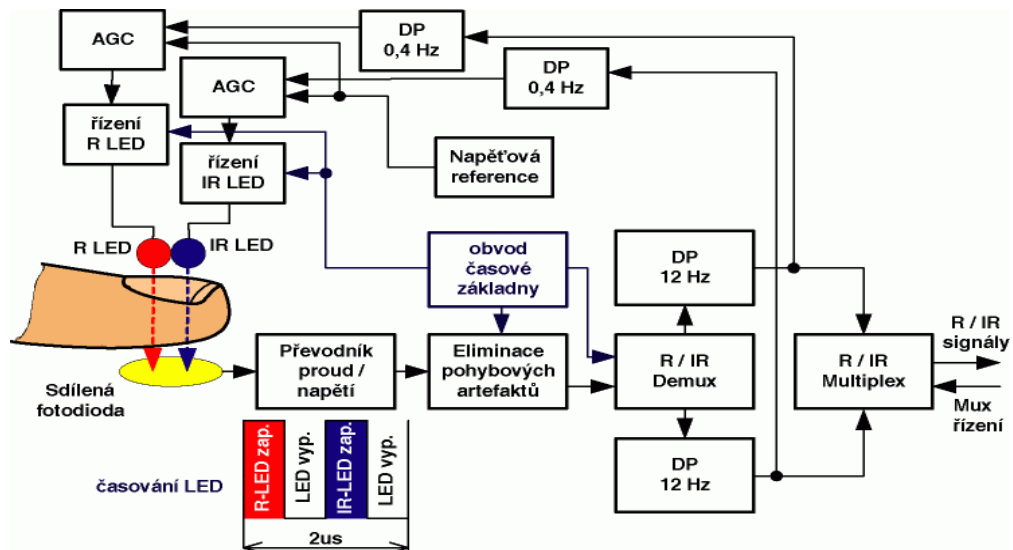 AGC
DP
0,4 Hz
AGC
DP
0,4 Hz
řízení
R LED
řízení
IR LED
Napěťová
reference
R LED
IR LED
obvod
časové
základny
DP
12 Hz
Převodník
proud /
napětí
Eliminace
pohybových
artefaktů
R / IR
Demux
R / IR
Multiplex
R / IR
signály
Mux
řízení
Sdílená
fotodioda
DP
12 Hz
časování LED
R-LED zap.
LED vyp.
IR-LED zap.
LED vyp.
2us